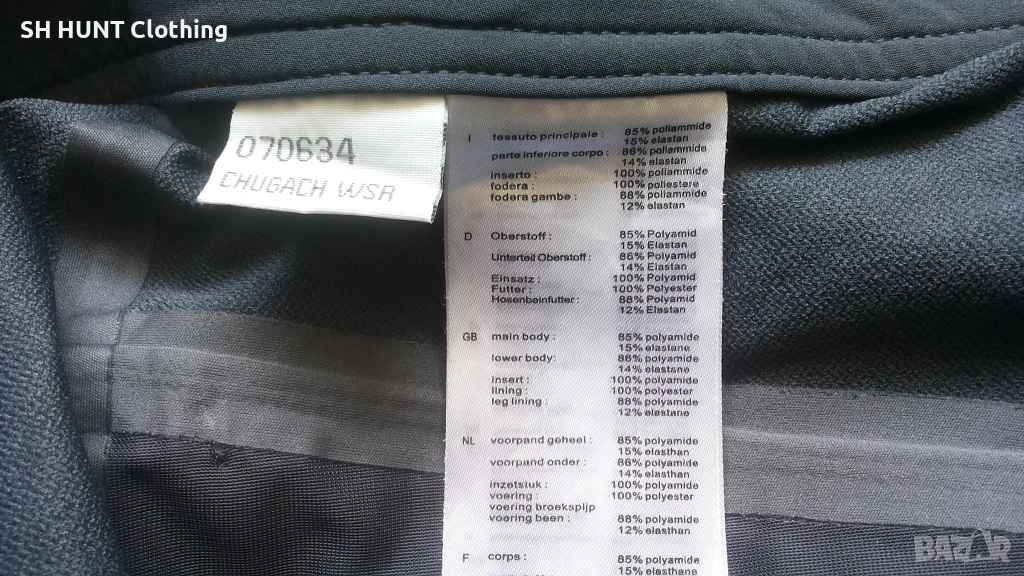 SH HUNT Clothing
070634
CHUGACH WSR
I tessuto principale : 85% poliammide
15% elastan
parte inferiore corpo : 86% poliammide
14% elastan
inserto : 100% poliammide
fodera : 100% poliestere
fodera gambe : 88% poliammide
12% elastan
D Oberstoff : 85% Polyamid
15% Elastan
Unterteil Oberstoff : 86% Polyamid
14% Elastan
Einsatz : 100% Polyamid
Futter : 100% Polyester
Hosenbeinfutter : 88% Polyamid
12% Elastan
GB main body : 85% polyamide
15% elastane
lower body: 86% polyamide
14% elastane
insert : 100% polyamide
lining : 100% polyester
leg lining : 88% polyamide
12% elastane
NL voorpand geheel : 85% polyamide
15% elasthan
voorpand onder : 86% polyamide
14% elasthan
inzetstuk : 100% polyamide
voering : 100% polyester
voering broekspijp
voering been : 88% polyamide
12% elasthan
F corps : 85% polyamide
15% elasthane
BAZAR